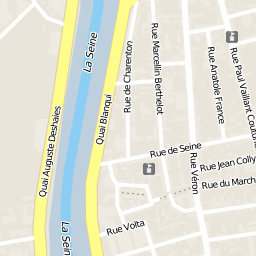 La Seine
Rue de Charenton
Rue Marcellin Berthelot
Rue Anatole France
Rue Paul Vaillant Coutu
Quai Blanqui
Quai Auguste Deshaies
Rue de Seine
Rue Véron
Rue Jean Colly
Rue du March
La Seine
Rue Volta